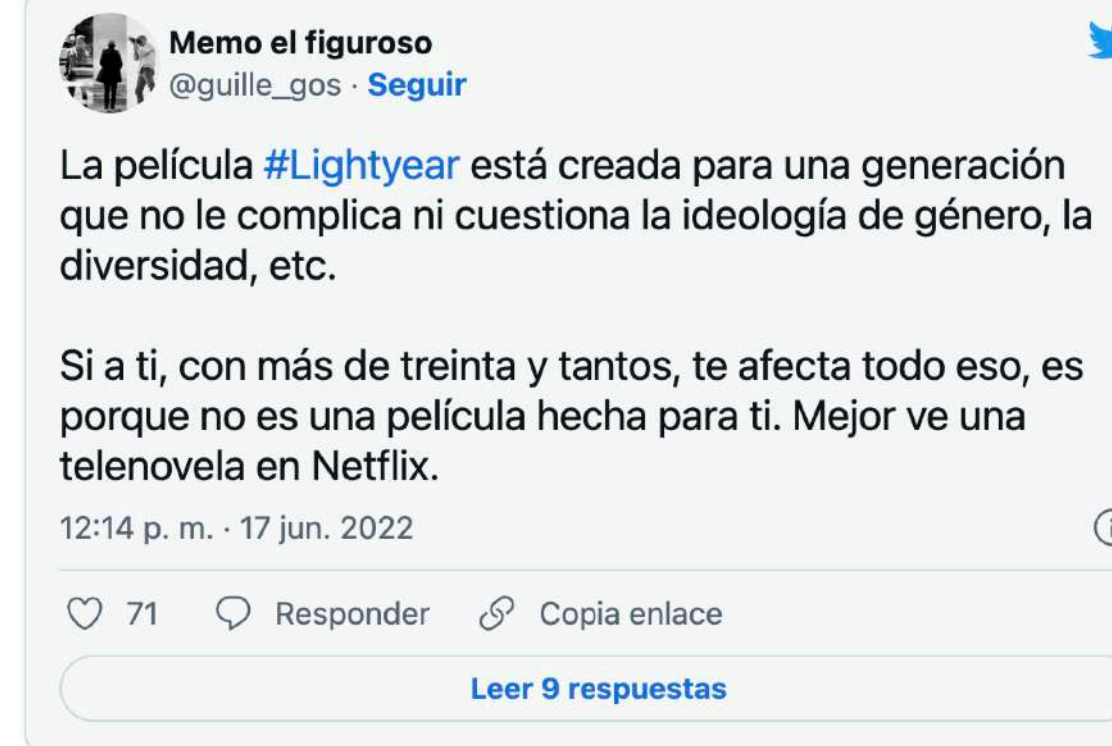 Memo el figuroso
@guille_gos · Seguir
La película #Lightyear está creada para una generación
que no le complica ni cuestiona la ideología de género, la
diversidad, etc.
Si a ti, con más de treinta y tantos, te afecta todo eso, es
porque no es una película hecha para ti. Mejor ve una
telenovela en Netflix.
12:14 p. m. · 17 jun. 2022
71 Responder Copia enlace
Leer 9 respuestas